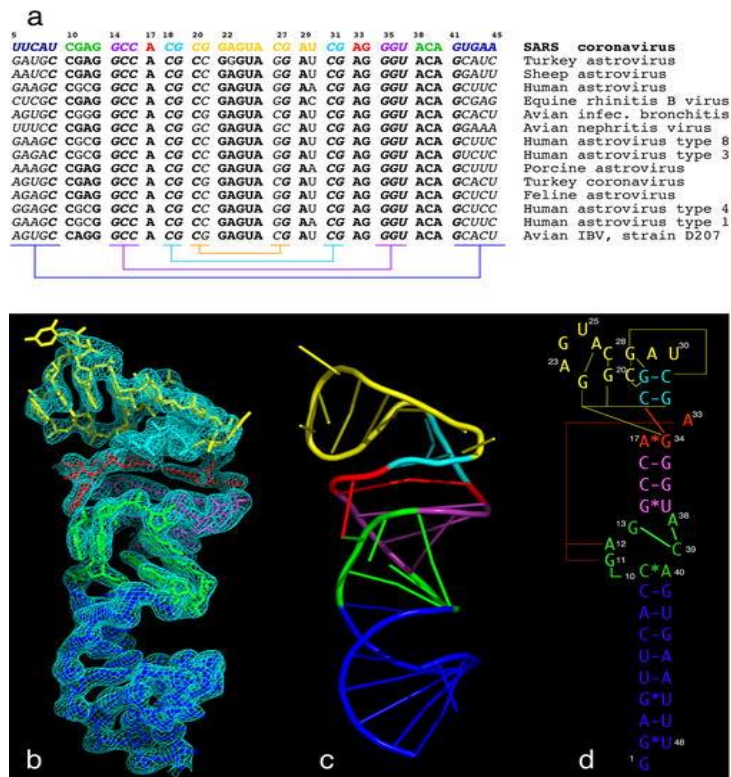 a
5 10 14 17 18 20 22 27 29 31 33 35 38 41 45
UUCAU CGAG GCC A CG CG GAGUA CG AU CG AG GGU ACA GUGAA SARS coronavirus
GAUGC CGAG GCC A CG CC GGGUA GG AU CG AG GGU ACA GCAUC Turkey astrovirus
AAUCC CGAG GCC A CG CC GAGUA GG AU CG AG GGU ACA GGAUU Sheep astrovirus
GAAGC CGCG GCC A CG CC GAGUA GG AA CG AG GGU ACA GCUUC Human astrovirus
CUCGC CGAG GCC A CG CC GAGUA GG AC CG AG GGU ACA GCGAG Equine rhinitis B virus
AGUGC CGGG GCC A CG CG GAGUA CG AU CG AG GGU ACA GCACU Avian infec. bronchitis
UUUCC CGAG GCC A CG GC GAGUA GC AU CG AG GGU ACA GGAAA Avian nephritis virus
GAAGC CGCG GCC A CG CC GAGUA GG AU CG AG GGU ACA GCUUC Human astrovirus type 8
GAGAC CGCG GCC A CG CC GAGUA GG AU CG AG GGU ACA GUCUC Human astrovirus type 3
AAAGC CGAG GCC A CG CC GAGUA GG AA CG AG GGU ACA GCUUU Porcine astrovirus
AGUGC CGAG GCC A CG CG GAGUA CG AU CG AG GGU ACA GCACU Turkey coronavirus
AGAGC CGAG GCC A CG CC GAGUA GG AU CG AG GGU ACA GCUCU Feline astrovirus
GGAGC CGCG GCC A CG CC GAGUA GG AU CG AG GGU ACA GCUCC Human astrovirus type 4
GAAGC CGCG GCC A CG CC GAGUA GG AA CG AG GGU ACA GCUUC Human astrovirus type 1
AGUGC CAGG GCC A CG CG GAGUA CG AU CG AG GGU ACA GCACU Avian IBV, strain D207
b
c
d
U 25
G A C 28 G A U 30
23 A G G 20 C G-C
G C-G
A 33
17 A*G 34
C-G
C-G
G*U
13 G A 38
A 12 C 39
G 11
10 C*A 40
C-G
A-U
C-G
U-A
U-A
G*U
A-U
G*U 48
1 G